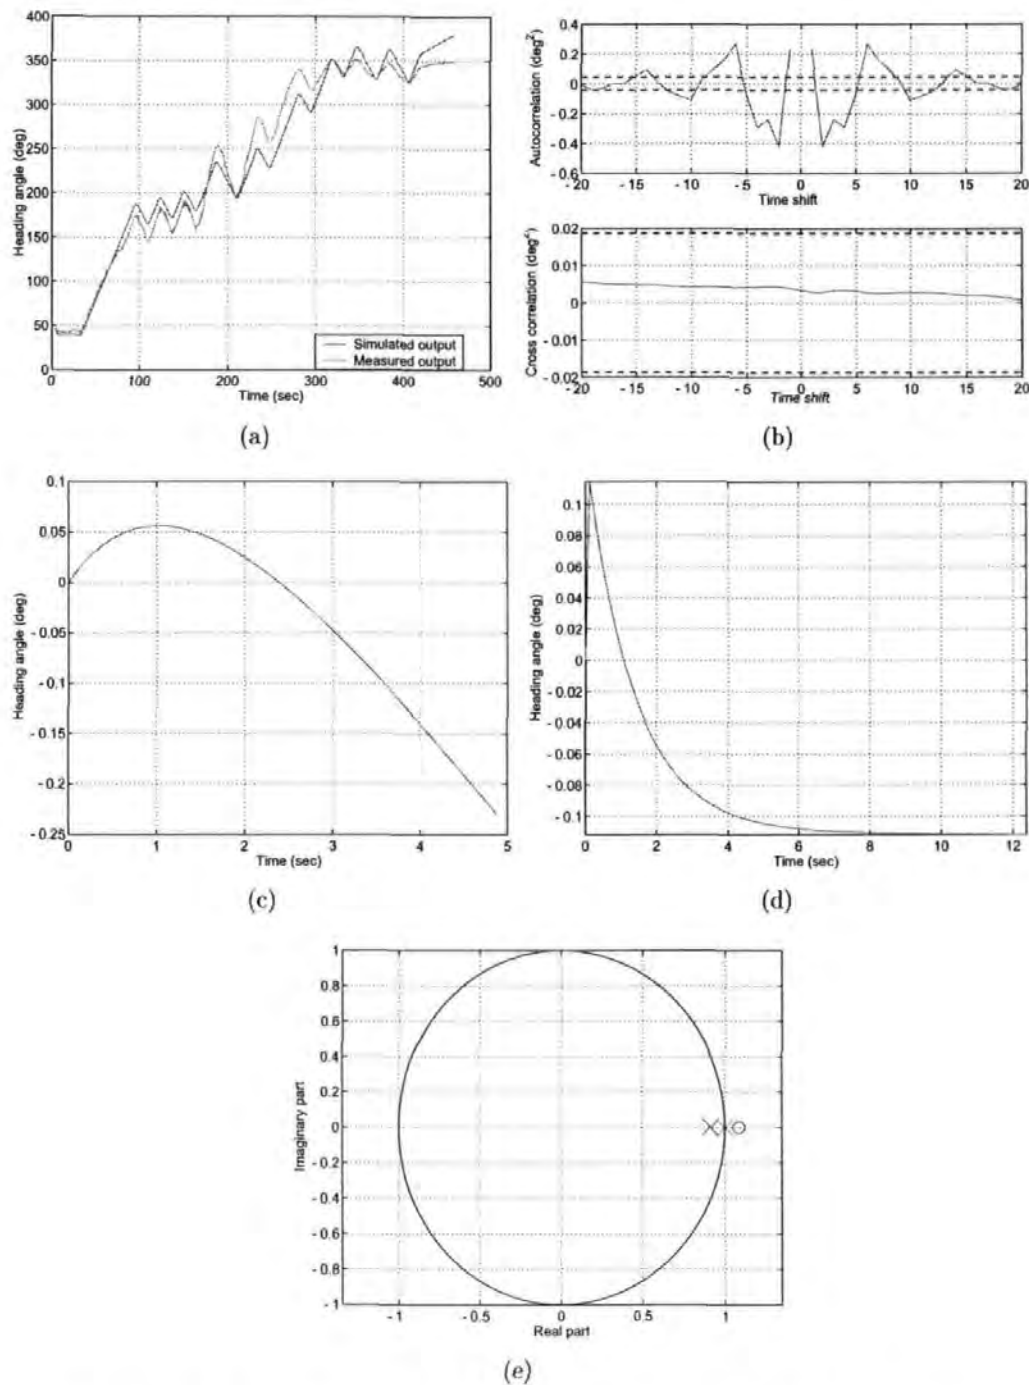 400
350
300
250
200
150
100
50
0
Heading angle (deg)
0 100 200 300 400 500
Time (sec)
Simulated output
Measured output
(a)
0.4
0.2
0
-0.2
-0.4
-0.6
Autocorrelation (deg²)
-20 -15 -10 -5 0 5 10 15 20
Time shift
0.02
0.01
0
-0.01
-0.02
Cross correlation (deg²)
-20 -15 -10 -5 0 5 10 15 20
Time shift
(b)
0.1
0.05
0
-0.05
-0.1
-0.15
-0.2
-0.25
Heading angle (deg)
0 1 2 3 4 5
Time (sec)
(c)
0.1
0.08
0.06
0.04
0.02
0
-0.02
-0.04
-0.06
-0.08
-0.1
Heading angle (deg)
0 2 4 6 8 10 12
Time (sec)
(d)
1
0.8
0.6
0.4
0.2
0
-0.2
-0.4
-0.6
-0.8
-1
Imaginary part
-1 -0.5 0 0.5 1
Real part
(e)